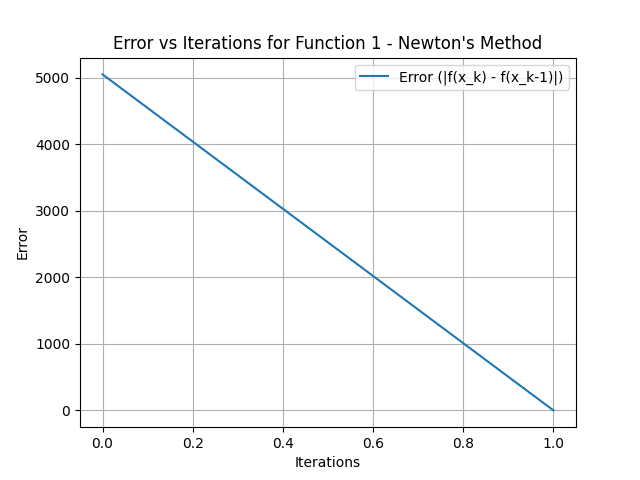 Error vs Iterations for Function 1 - Newton's Method
Error (|f(x_k) - f(x_k-1)|)
5000
4000
3000
2000
1000
0
Error
0.0 0.2 0.4 0.6 0.8 1.0
Iterations